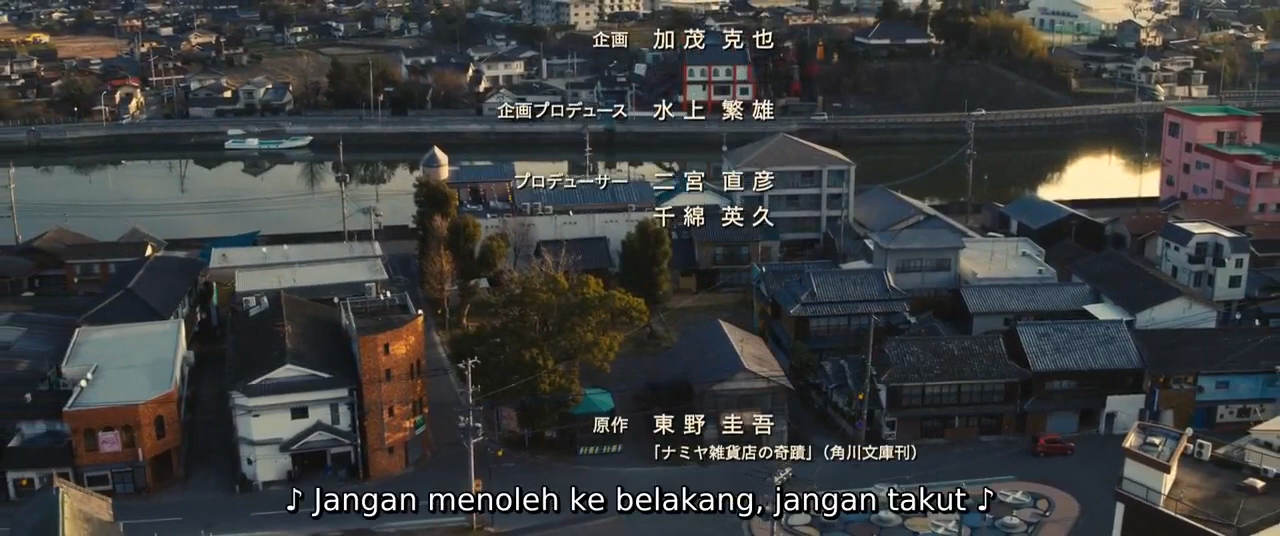 企画 加茂 克也
企画プロデュース 水上 繁雄
プロデューサー 二宮 直彦
千綿 英久
原作 東野 圭吾
「ナミヤ雑貨店の奇蹟」（角川文庫刊）
♪ Jangan menoleh ke belakang, jangan takut ♪